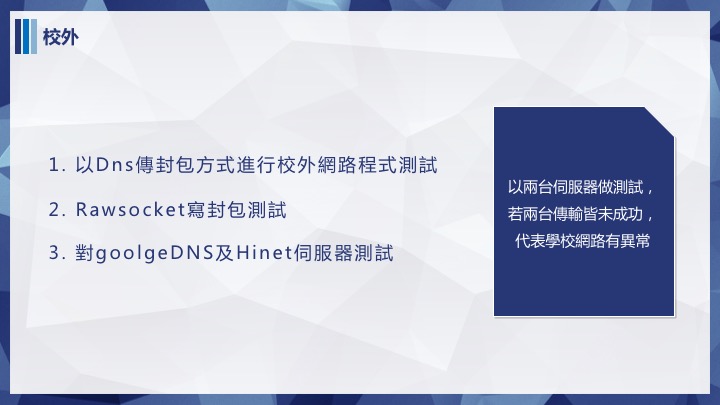 校外
1. 以Dns傳封包方式進行校外網路程式測試
2. Rawsocket寫封包測試
3. 對goolgeDNS及Hinet伺服器測試
以兩台伺服器做測試，
若兩台傳輸皆未成功，
代表學校網路有異常